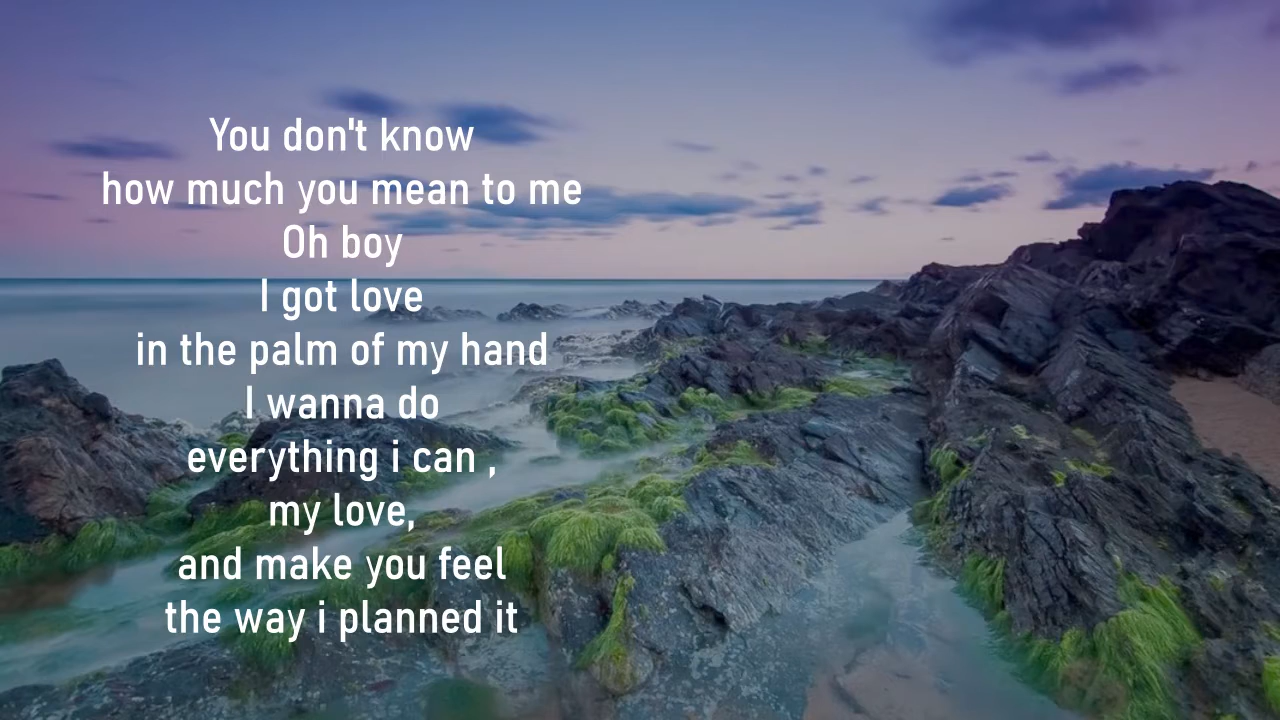 You don't know
how much you mean to me
Oh boy
I got love
in the palm of my hand
I wanna do
everything i can ,
my love,
and make you feel
the way i planned it